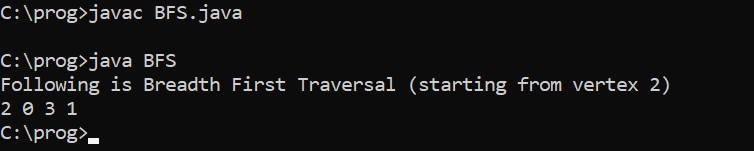 C:\prog>javac BFS.java
C:\prog>java BFS
Following is Breadth First Traversal (starting from vertex 2)
2 0 3 1
C:\prog>